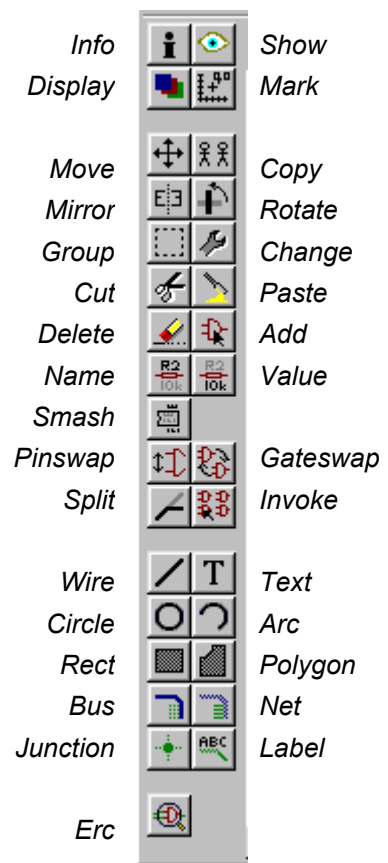 Info Show
Display Mark
Move Copy
Mirror Rotate
Group Change
Cut Paste
Delete Add
Name R2 10k R2 10k Value
Smash
Pinswap Gateswap
Split Invoke
Wire T Text
Circle Arc
Rect Polygon
Bus Net
Junction ABC Label
Erc